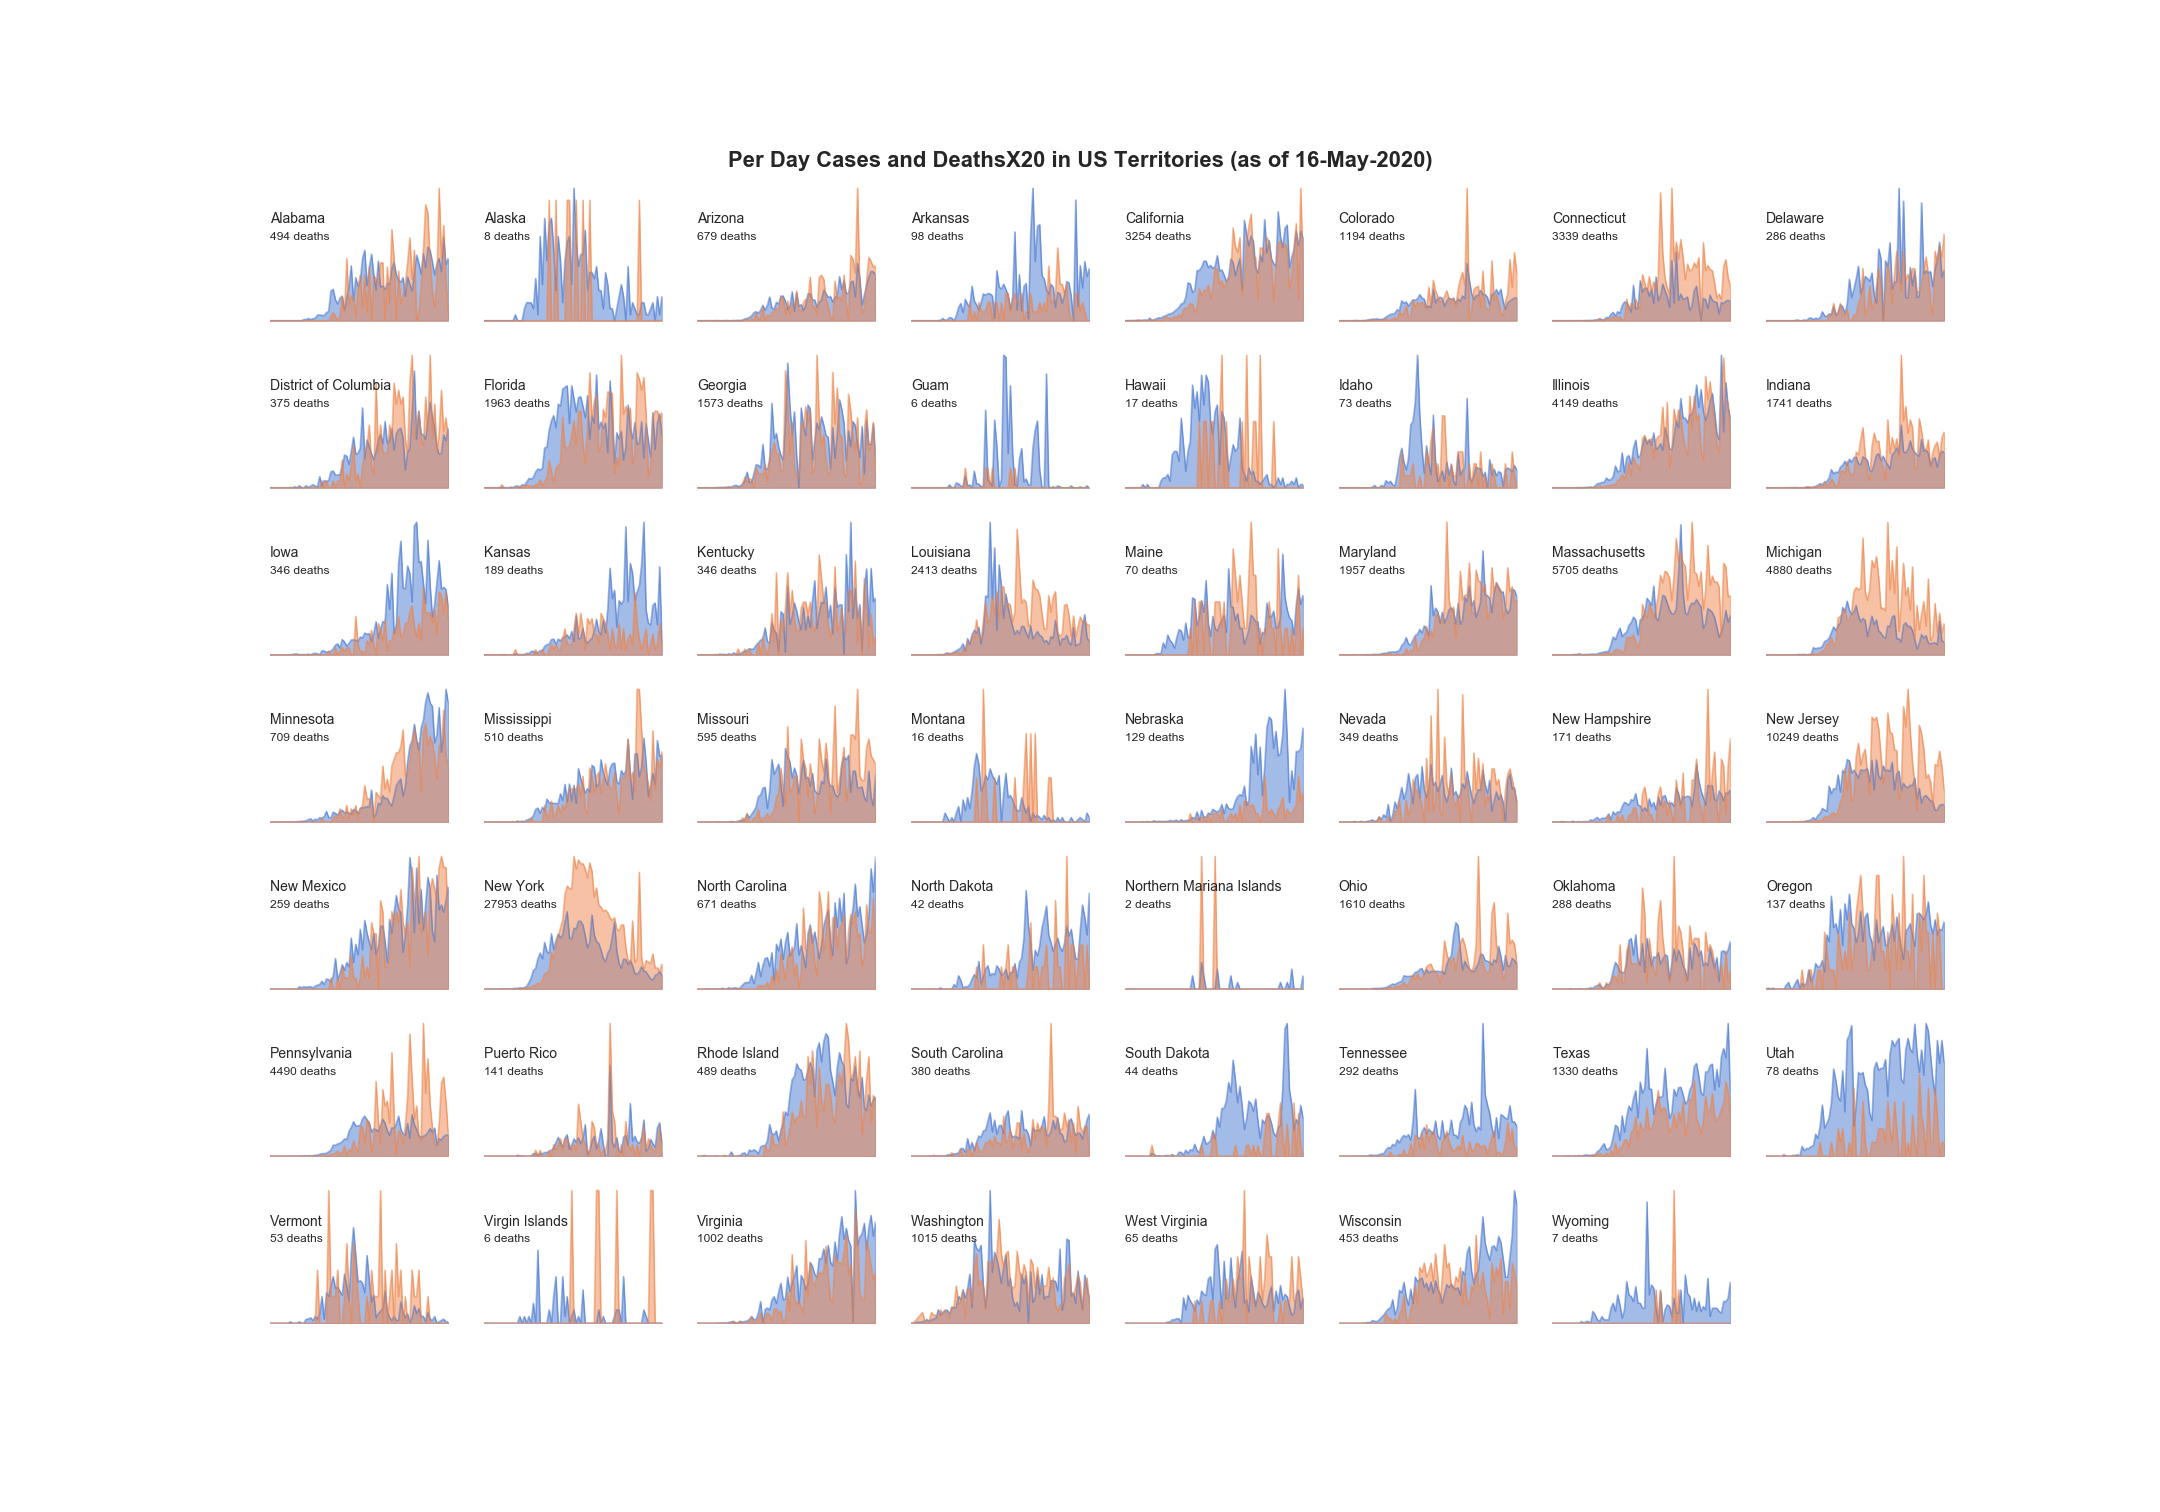 Per Day Cases and DeathsX20 in US Territories (as of 16-May-2020)
Alabama
494 deaths
Alaska
8 deaths
Arizona
679 deaths
Arkansas
98 deaths
California
3254 deaths
Colorado
1194 deaths
Connecticut
3339 deaths
Delaware
286 deaths
District of Columbia
375 deaths
Florida
1963 deaths
Georgia
1573 deaths
Guam
6 deaths
Hawaii
17 deaths
Idaho
73 deaths
Illinois
4149 deaths
Indiana
1741 deaths
Iowa
346 deaths
Kansas
189 deaths
Kentucky
346 deaths
Louisiana
2413 deaths
Maine
70 deaths
Maryland
1957 deaths
Massachusetts
5705 deaths
Michigan
4880 deaths
Minnesota
709 deaths
Mississippi
510 deaths
Missouri
595 deaths
Montana
16 deaths
Nebraska
129 deaths
Nevada
349 deaths
New Hampshire
171 deaths
New Jersey
10249 deaths
New Mexico
259 deaths
New York
27953 deaths
North Carolina
671 deaths
North Dakota
42 deaths
Northern Mariana Islands
2 deaths
Ohio
1610 deaths
Oklahoma
288 deaths
Oregon
137 deaths
Pennsylvania
4490 deaths
Puerto Rico
141 deaths
Rhode Island
489 deaths
South Carolina
380 deaths
South Dakota
44 deaths
Tennessee
292 deaths
Texas
1330 deaths
Utah
78 deaths
Vermont
53 deaths
Virgin Islands
6 deaths
Virginia
1002 deaths
Washington
1015 deaths
West Virginia
65 deaths
Wisconsin
453 deaths
Wyoming
7 deaths